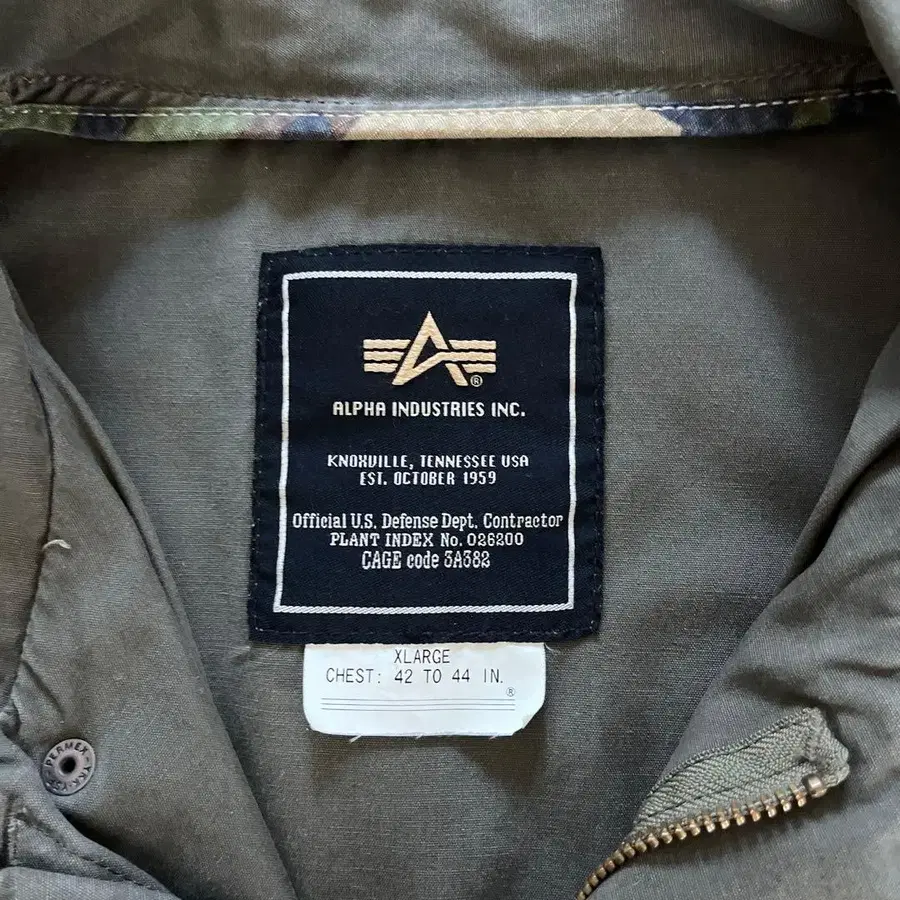 ®
ALPHA INDUSTRIES INC.
KNOXVILLE, TENNESSEE USA
EST. OCTOBER 1959
Official U.S. Defense Dept. Contractor
PLANT INDEX No. 026200
CAGE code 3A382
XLARGE
CHEST: 42 TO 44 IN.
®
PERMEX